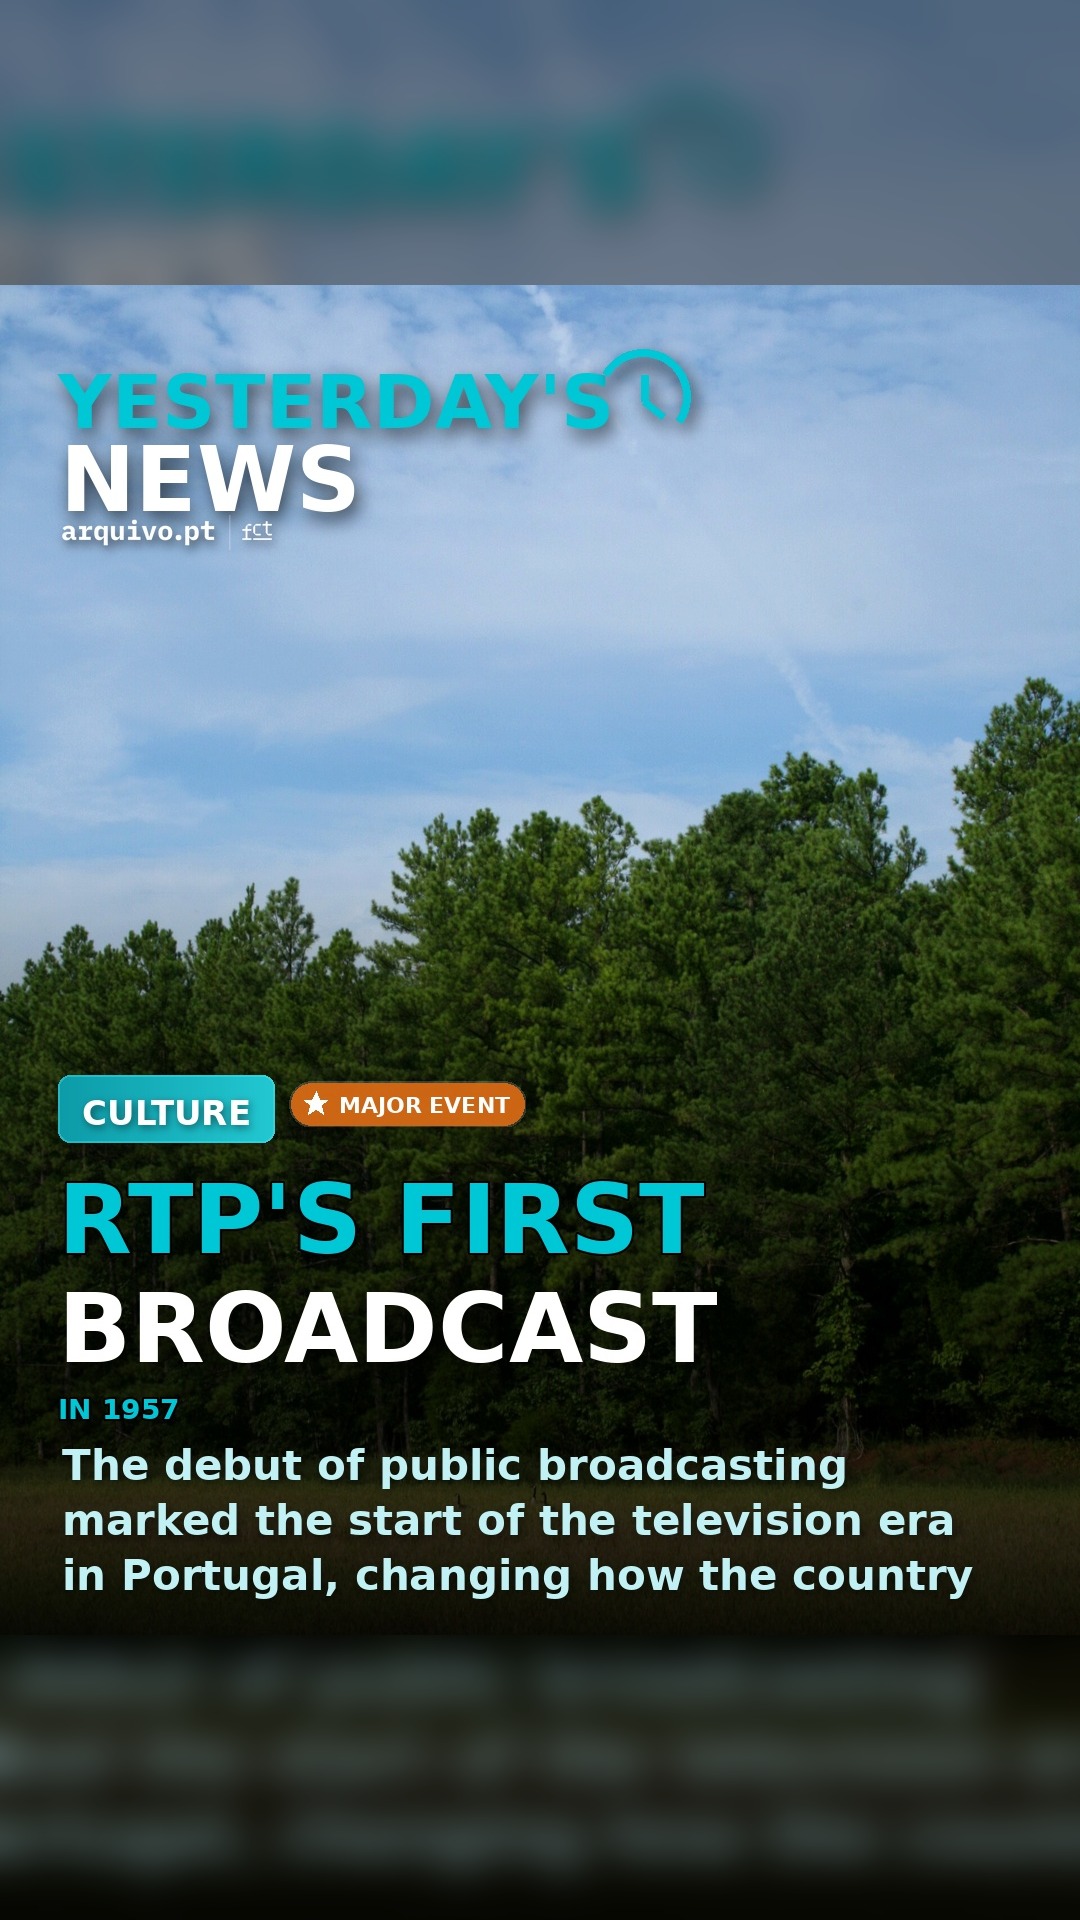 YESTERDAY'S
NEWS
arquivo.pt | fct
CULTURE
MAJOR EVENT
RTP'S FIRST
BROADCAST
IN 1957
The debut of public broadcasting
marked the start of the television era
in Portugal, changing how the country